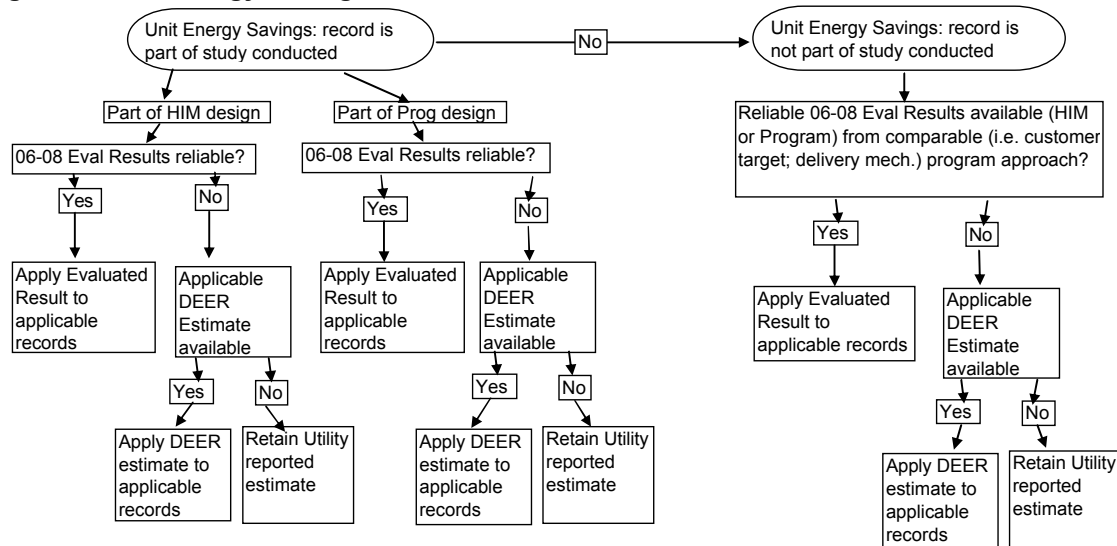 Unit Energy Savings: record is
part of study conducted
No
Unit Energy Savings: record is
not part of study conducted
Part of HIM design
Part of Prog design
Reliable 06-08 Eval Results available (HIM
or Program) from comparable (i.e. customer
target; delivery mech.) program approach?
06-08 Eval Results reliable?
06-08 Eval Results reliable?
Yes
No
Yes
No
Yes
No
Apply Evaluated
Result to
applicable
records
Applicable
DEER
Estimate
available
Apply Evaluated
Result to
applicable
records
Applicable
DEER
Estimate
available
Apply Evaluated
Result to
applicable records
Applicable
DEER
Estimate
available
Yes
No
Yes
No
Yes
No
Apply DEER
estimate to
applicable
records
Retain Utility
reported
estimate
Apply DEER
estimate to
applicable
records
Retain Utility
reported
estimate
Apply DEER
estimate to
applicable
records
Retain Utility
reported
estimate